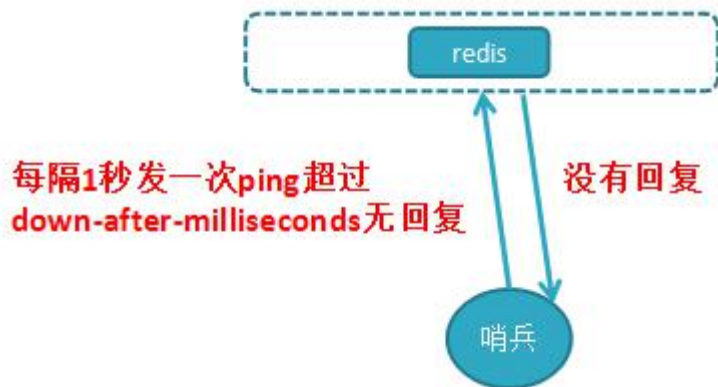 redis
每隔1秒发一次ping超过
down-after-milliseconds无回复
没有回复
哨兵